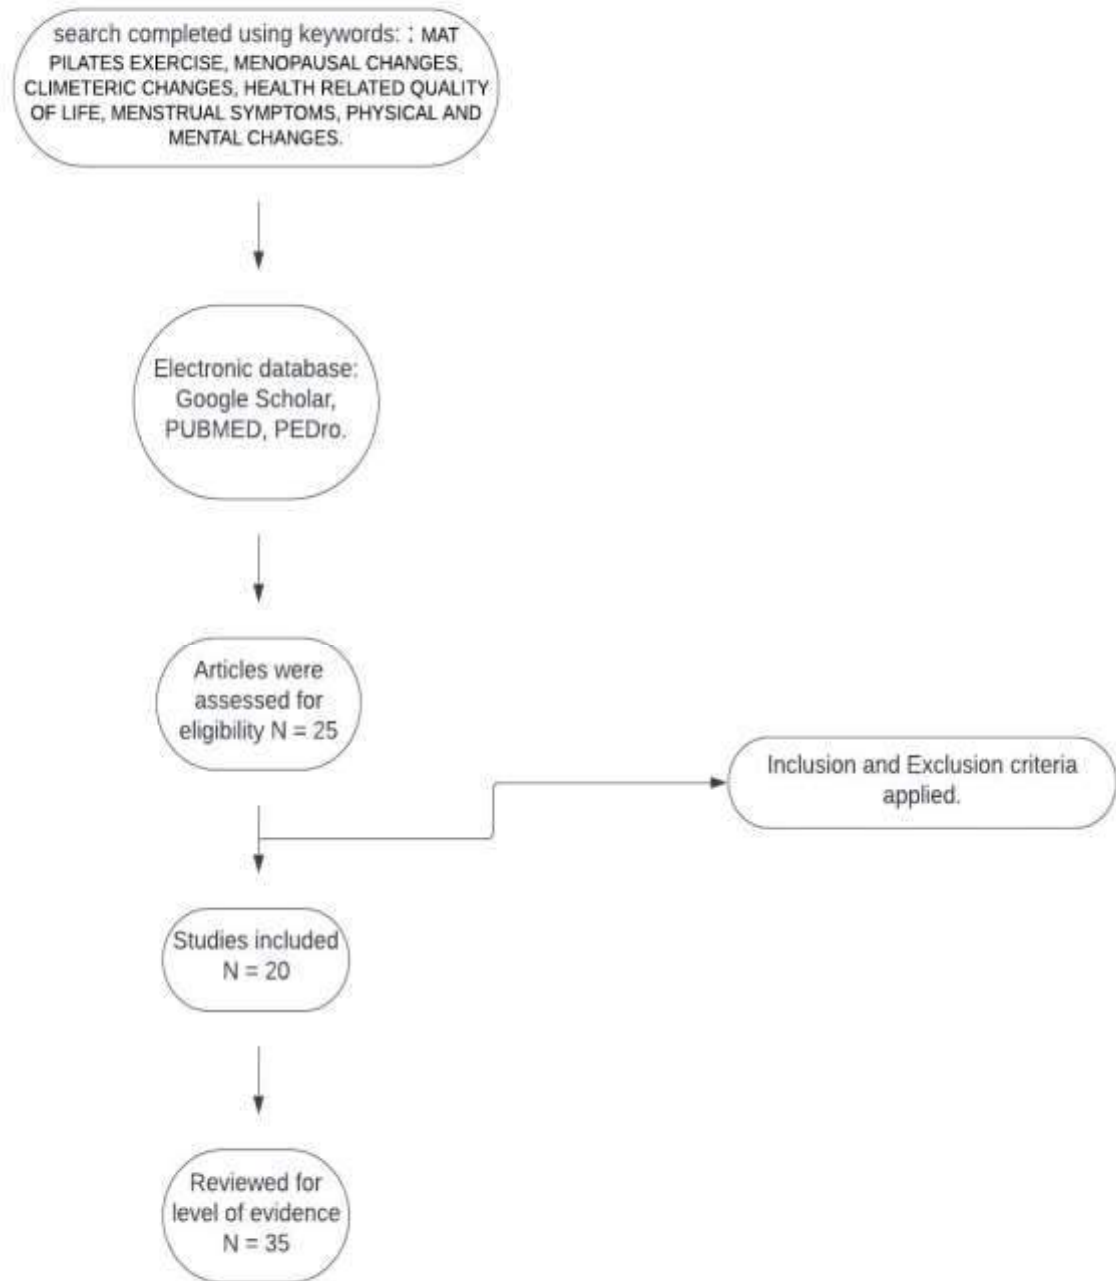 search completed using keywords: : MAT
PILATES EXERCISE, MENOPAUSAL CHANGES,
CLIMETERIC CHANGES, HEALTH RELATED QUALITY
OF LIFE, MENSTRUAL SYMPTOMS, PHYSICAL AND
MENTAL CHANGES.
Electronic database:
Google Scholar,
PUBMED, PEDro.
Articles were
assessed for
eligibility N = 25
Inclusion and Exclusion criteria
applied.
Studies included
N = 20
Reviewed for
level of evidence
N = 35